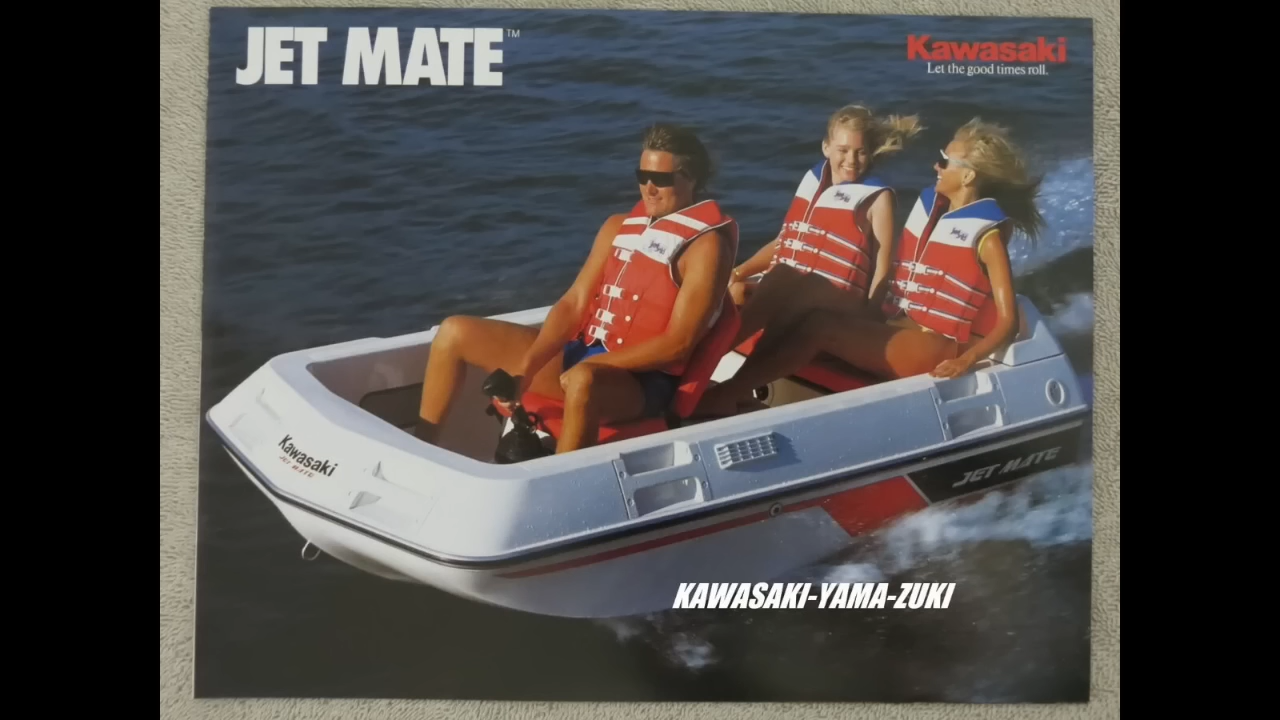 JET MATE™
Kawasaki
Let the good times roll.
Kawasaki
JET MATE
JET MATE
KAWASAKI-YAMA-ZUKI